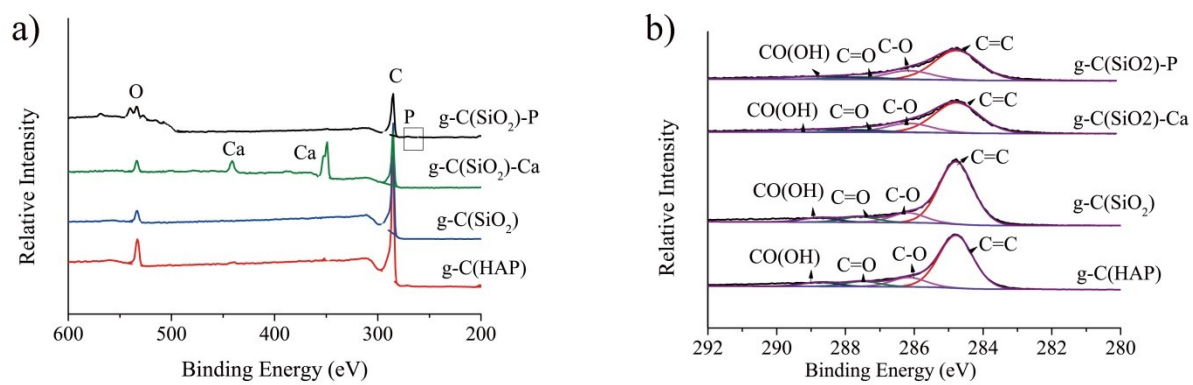 a)
O
C
P
g-C(SiO₂)-P
Ca
Ca
g-C(SiO₂)-Ca
g-C(SiO₂)
g-C(HAP)
Relative Intensity
600
500
400
300
200
Binding Energy (eV)
b)
CO(OH)
C=O
C-O
C=C
g-C(SiO2)-P
CO(OH)
C=O
C-O
C=C
g-C(SiO2)-Ca
CO(OH)
C=O
C-O
C=C
g-C(SiO₂)
CO(OH)
C=O
C-O
C=C
g-C(HAP)
Relative Intensity
292
290
288
286
284
282
280
Binding Energy (eV)